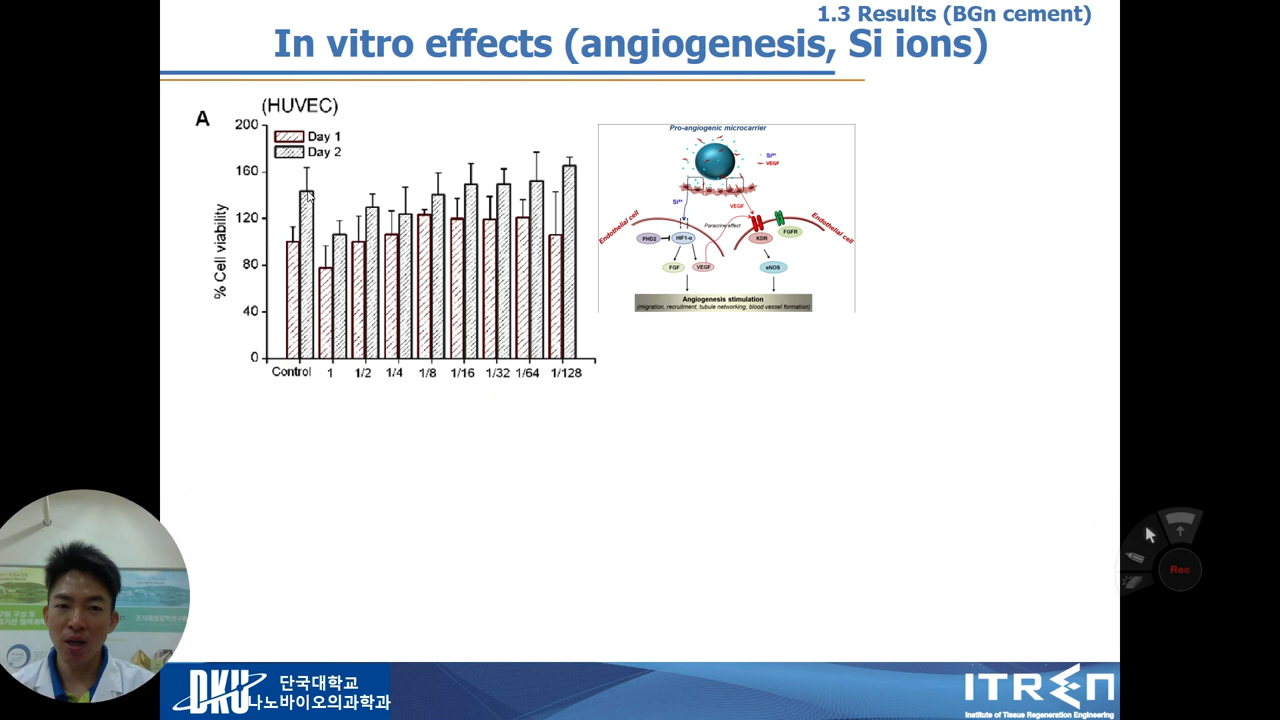 1.3 Results (BGn cement)
In vitro effects (angiogenesis, Si ions)
A
(HUVEC)
Day 1
Day 2
% Cell viability
200
160
120
80
40
0
Control 1 1/2 1/4 1/8 1/16 1/32 1/64 1/128
Pro-angiogenic microcarrier
Si⁴⁺
VEGF
Si⁴⁺
VEGF
Endothelial cell
Paracrine effect
Endothelial cell
PHD2
HIF1-α
KDR
FGFR
FGF
VEGF
eNOS
Angiogenesis stimulation
(migration, recruitment, tubule networking, blood vessel formation)
Rec
DKU
단국대학교
나노바이오의과학과
ITREN
Institute of Tissue Regeneration Engineering